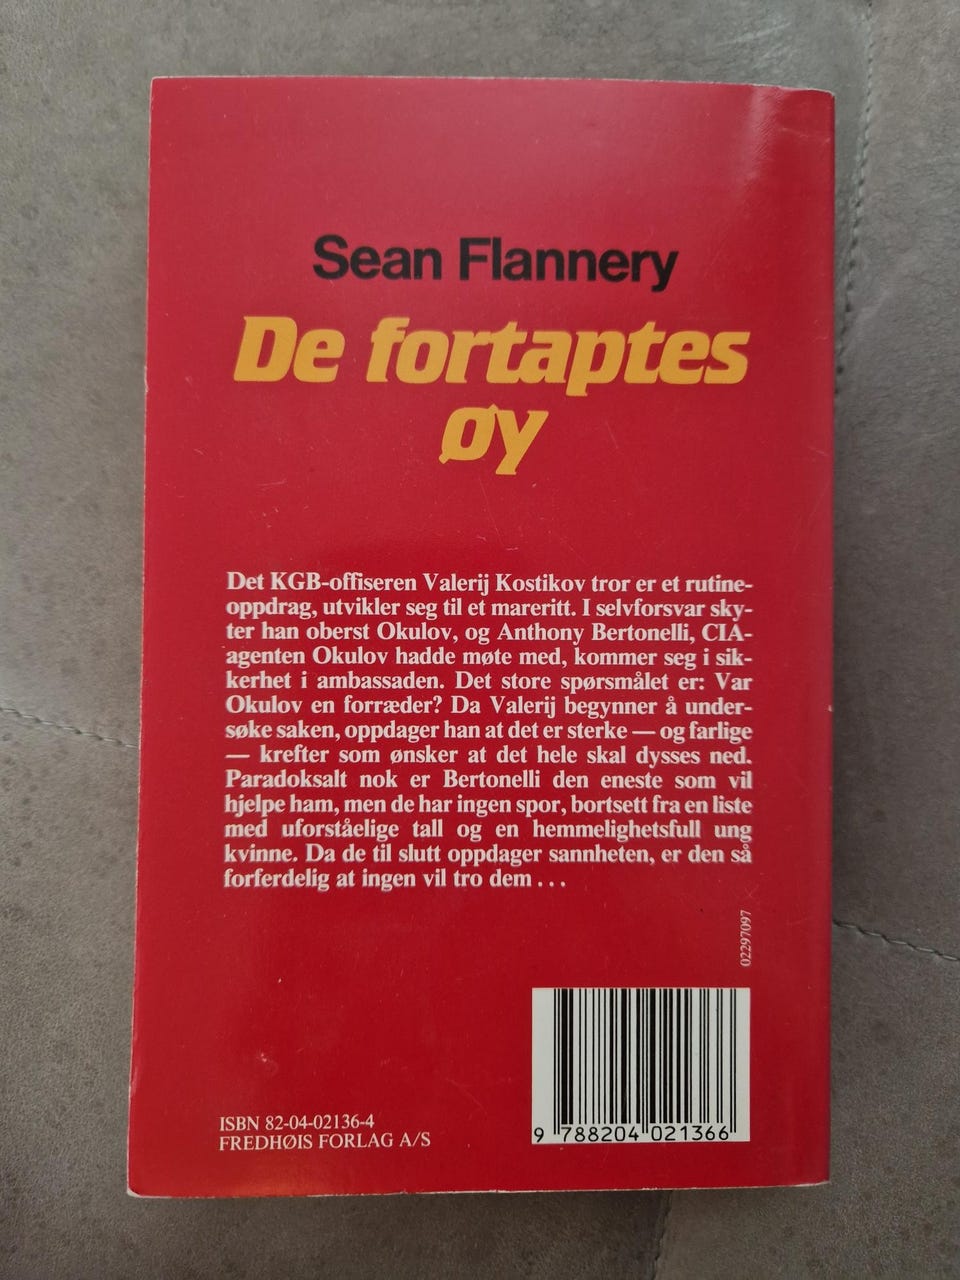 Sean Flannery
De fortaptes
øy
Det KGB-offiseren Valerij Kostikov tror er et rutine-
oppdrag, utvikler seg til et mareritt. I selvforsvar sky-
ter han oberst Okulov, og Anthony Bertonelli, CIA-
agenten Okulov hadde møte med, kommer seg i sik-
kerhet i ambassaden. Det store spørsmålet er: Var
Okulov en forræder? Da Valerij begynner å under-
søke saken, oppdager han at det er sterke — og farlige
— krefter som ønsker at det hele skal dysses ned.
Paradoksalt nok er Bertonelli den eneste som vil
hjelpe ham, men de har ingen spor, bortsett fra en liste
med uforståelige tall og en hemmelighetsfull ung
kvinne. Da de til slutt oppdager sannheten, er den så
forferdelig at ingen vil tro dem . . .
02297097
ISBN 82-04-02136-4
FREDHØIS FORLAG A/S
9 788204 021366